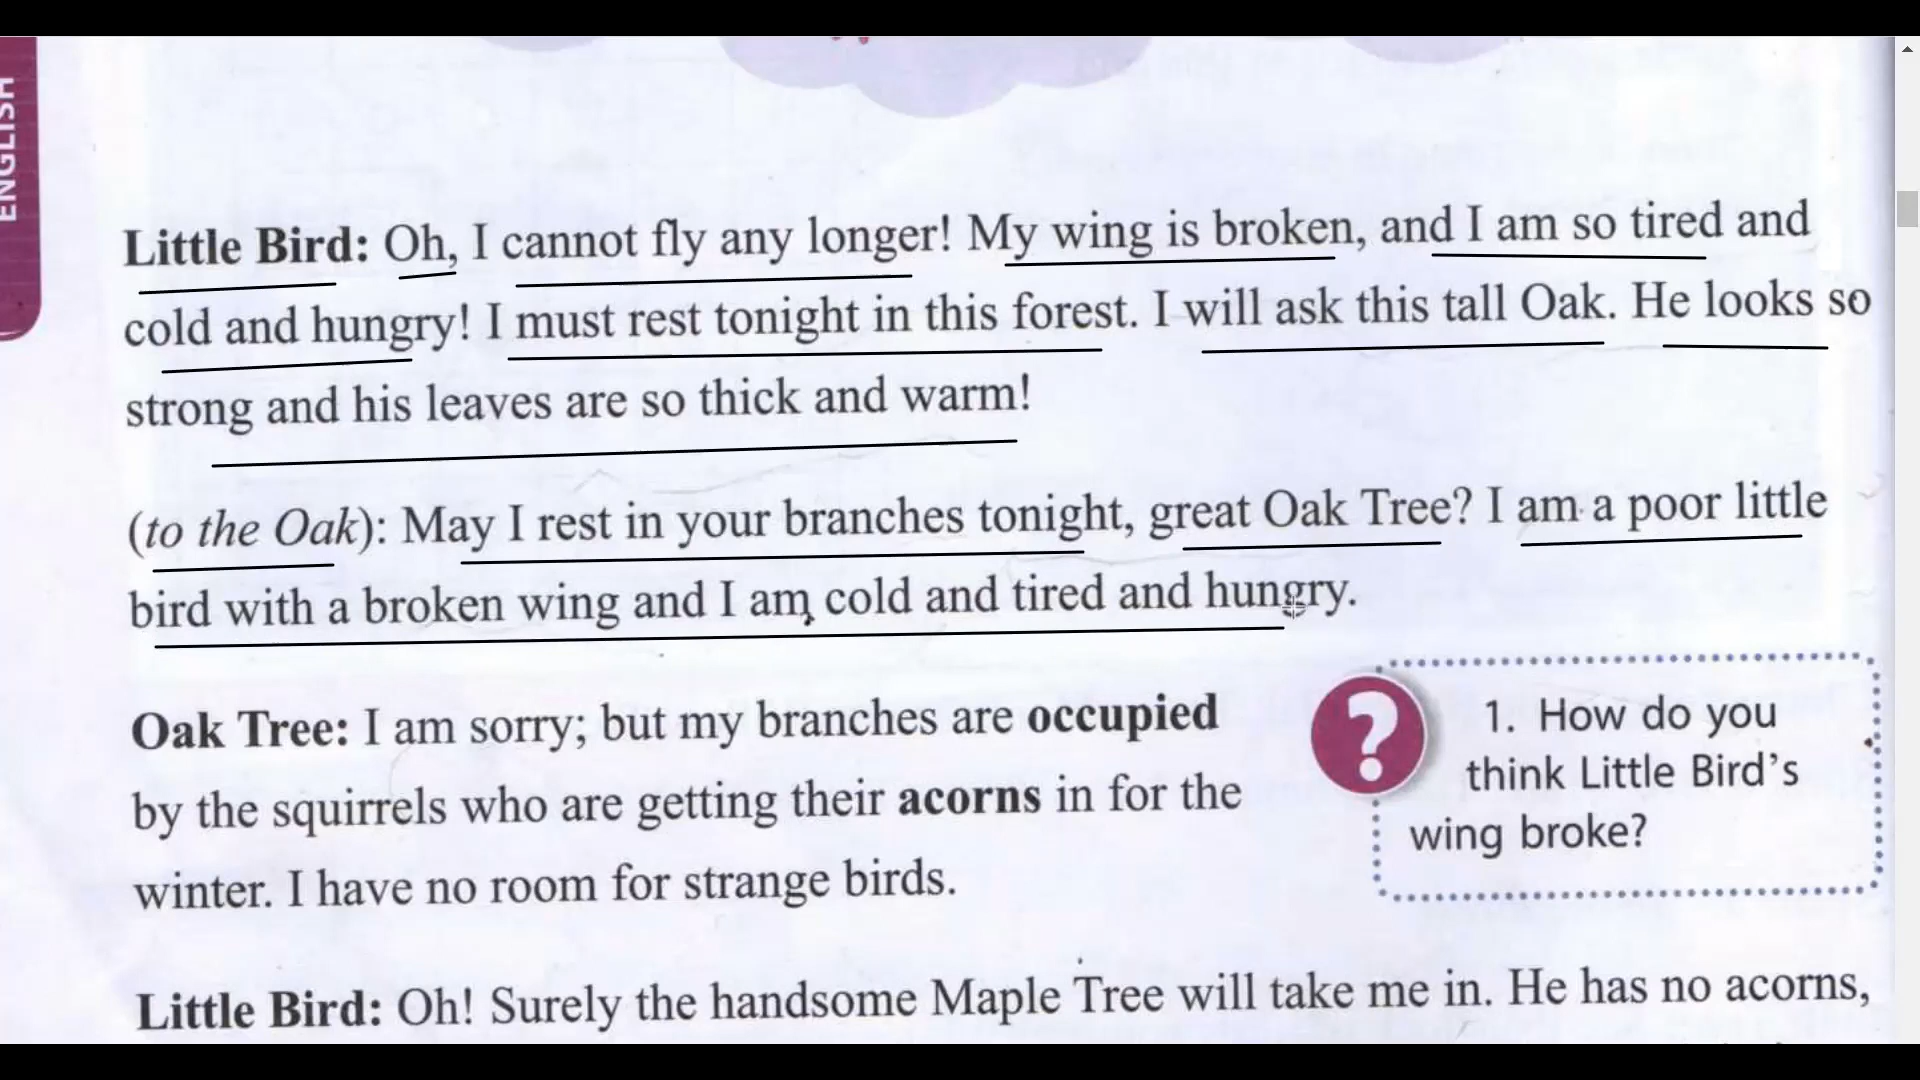 ENGLISH
Little Bird: Oh, I cannot fly any longer! My wing is broken, and I am so tired and
cold and hungry! I must rest tonight in this forest. I will ask this tall Oak. He looks so
strong and his leaves are so thick and warm!
(to the Oak): May I rest in your branches tonight, great Oak Tree? I am a poor little
bird with a broken wing and I am cold and tired and hungry.
Oak Tree: I am sorry; but my branches are occupied
by the squirrels who are getting their acorns in for the
winter. I have no room for strange birds.
?
1. How do you
think Little Bird's
wing broke?
Little Bird: Oh! Surely the handsome Maple Tree will take me in. He has no acorns,